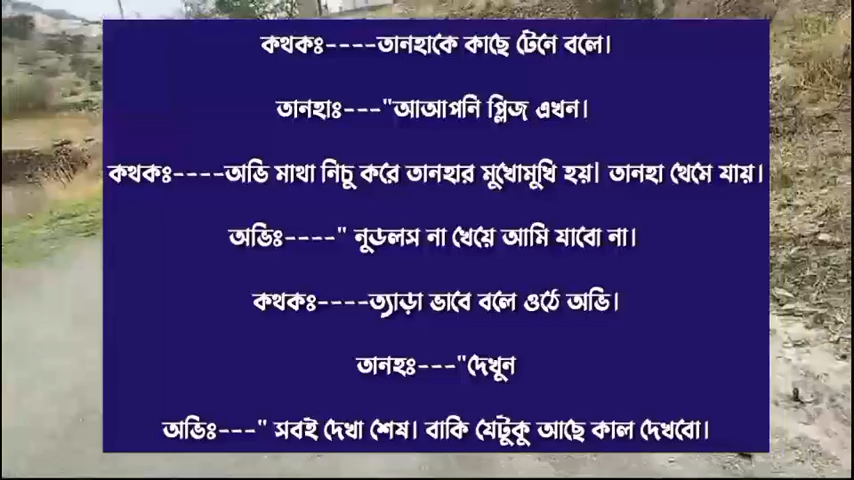 কথকঃ----তানহাকে কাছে টেনে বলে।
তানহাঃ---"আআপনি প্লিজ এখন।
কথকঃ----অভি মাথা নিচু করে তানহার মুখোমুখি হয়। তানহা থেমে যায়।
অভিঃ----" নুডলস না খেয়ে আমি যাবো না।
কথকঃ----ত্যাড়া ভাবে বলে ওঠে অভি।
তানহঃ---"দেখুন
অভিঃ---" সবই দেখা শেষ। বাকি যেটুকু আছে কাল দেখবো।